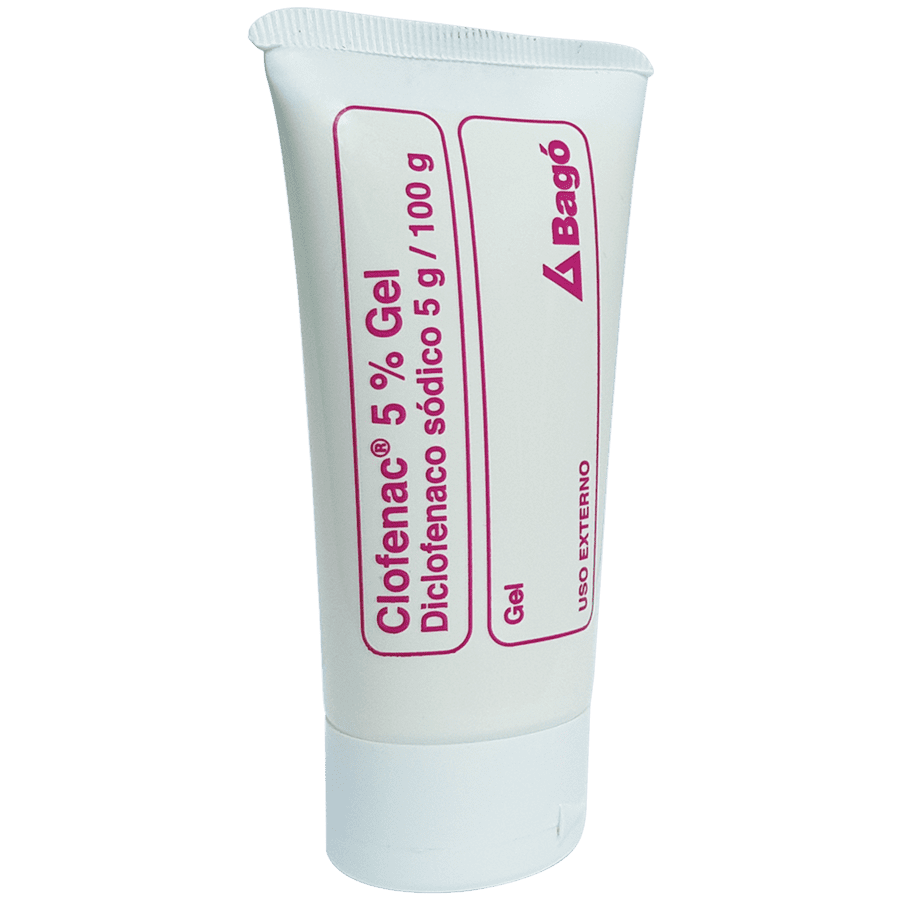 Clofenac® 5 % Gel
Diclofenaco sódico 5 g / 100 g
Gel
Bagó
USO EXTERNO